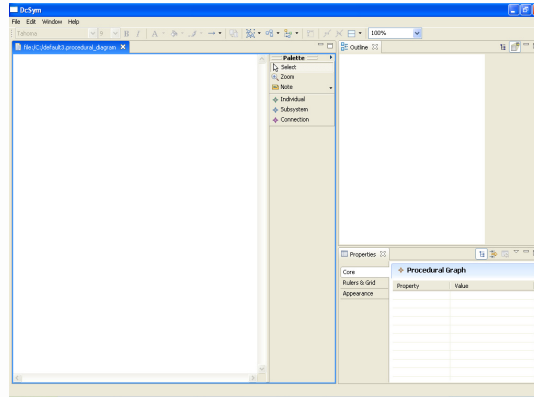 DcSym
File Edit Window Help
Tahoma 9 B I A 100%
file:/C:/default3.procedural_diagram
Outline
Palette
Select
Zoom
Note
Individual
Subsystem
Connection
Properties
Core
Rulers & Grid
Appearance
Procedural Graph
Property Value